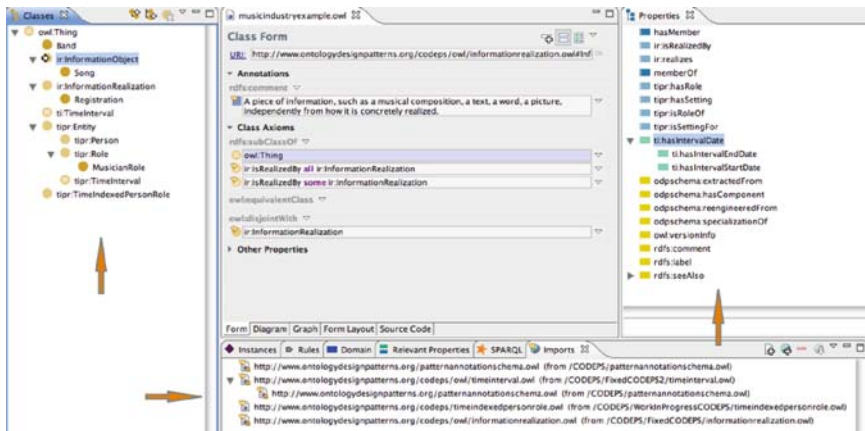 Classes
owl:Thing
Band
ir:InformationObject
Song
ir:InformationRealization
Registration
ti:TimeInterval
tipr:Entity
tipr:Person
tipr:Role
MusicianRole
tipr:TimeInterval
tipr:TimeIndexedPersonRole
musicindustryexample.owl
Class Form
URI: http://www.ontologydesignpatterns.org/codeps/owl/informationrealization.owl#Inf
Annotations
rdfs:comment
A piece of information, such as a musical composition, a text, a word, a picture,
independently from how it is concretely realized.
Class Axioms
rdfs:subClassOf
owl:Thing
ir:isRealizedBy all ir:InformationRealization
ir:isRealizedBy some ir:InformationRealization
owl:equivalentClass
owl:disjointWith
ir:InformationRealization
Other Properties
Form Diagram Graph Form Layout Source Code
Properties
hasMember
ir:isRealizedBy
ir:realizes
memberOf
tipr:hasRole
tipr:hasSetting
tipr:isRoleOf
tipr:isSettingFor
ti:hasIntervalDate
ti:hasIntervalEndDate
ti:hasIntervalStartDate
odpschema:extractedFrom
odpschema:hasComponent
odpschema:reengineeredFrom
odpschema:specializationOf
owl:versionInfo
rdfs:comment
rdfs:label
rdfs:seeAlso
Instances Rules Domain Relevant Properties SPARQL Imports
http://www.ontologydesignpatterns.org/patternannotationschema.owl (from /CODEPS/patternannotationschema.owl)
http://www.ontologydesignpatterns.org/codeps/owl/timeinterval.owl (from /CODEPS/FixedCODEPS2/timeinterval.owl)
http://www.ontologydesignpatterns.org/patternannotationschema.owl (from /CODEPS/patternannotationschema.owl)
http://www.ontologydesignpatterns.org/codeps/timeindexedpersonrole.owl (from /CODEPS/WorkInProgressCODEPS/timeindexedpersonrole.owl)
http://www.ontologydesignpatterns.org/codeps/owl/informationrealization.owl (from /CODEPS/FixedCODEPS/informationrealization.owl)